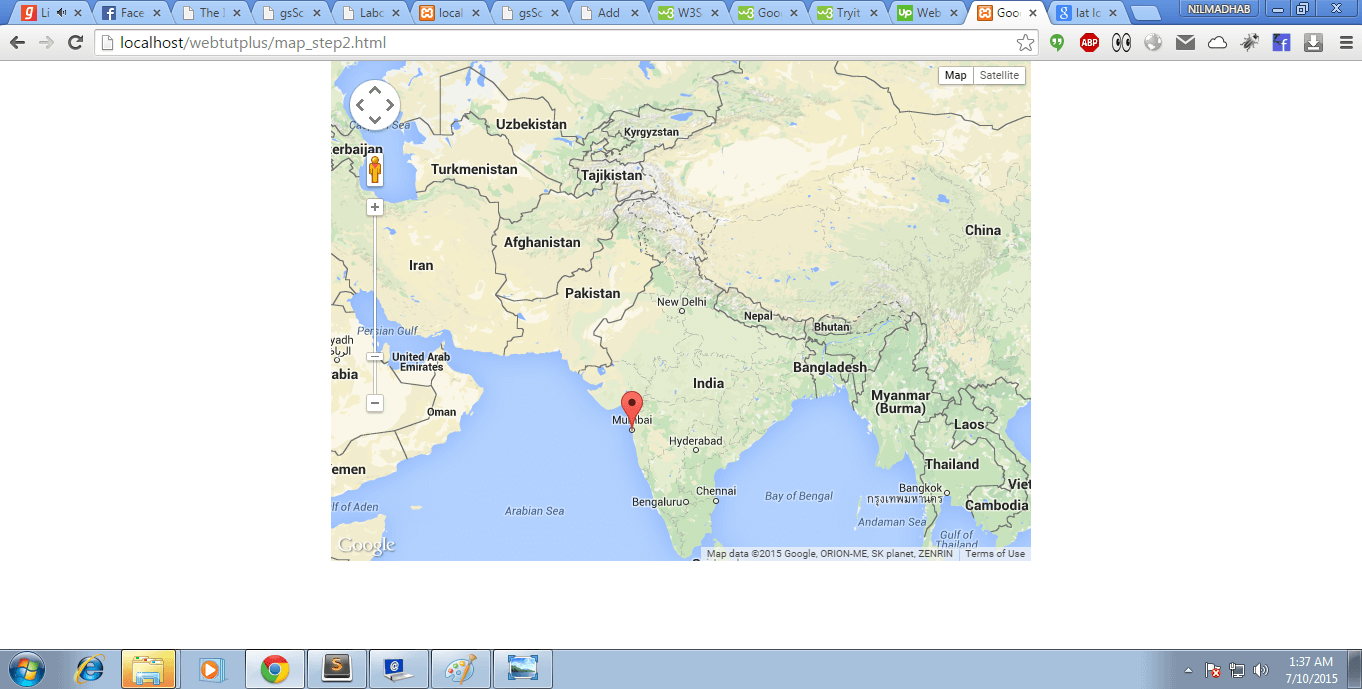 Li
Face
The
gsSc
Labc
local
gsSc
Add
W3S
Goo
Tryit
Web
Goo
lat lc
NILMADHAB
localhost/webtutplus/map_step2.html
ABP
Map Satellite
Sea
Uzbekistan
Kyrgyzstan
erbaijan
Turkmenistan
Tajikistan
Afghanistan
China
Iran
Pakistan
New Delhi
Nepal
Bhutan
Persian Gulf
yadh
الرياض
United Arab
Emirates
Bangladesh
abia
India
Myanmar
(Burma)
Oman
Mumbai
Laos
Hyderabad
emen
Thailand
Viet
Bangkok
กรุงเทพมหานคร
Chennai
Bengaluru
Bay of Bengal
Cambodia
lf of Aden
Arabian Sea
Andaman Sea
Gulf of
Thailand
Google
Map data ©2015 Google, ORION-ME, SK planet, ZENRIN
Terms of Use
1:37 AM
7/10/2015